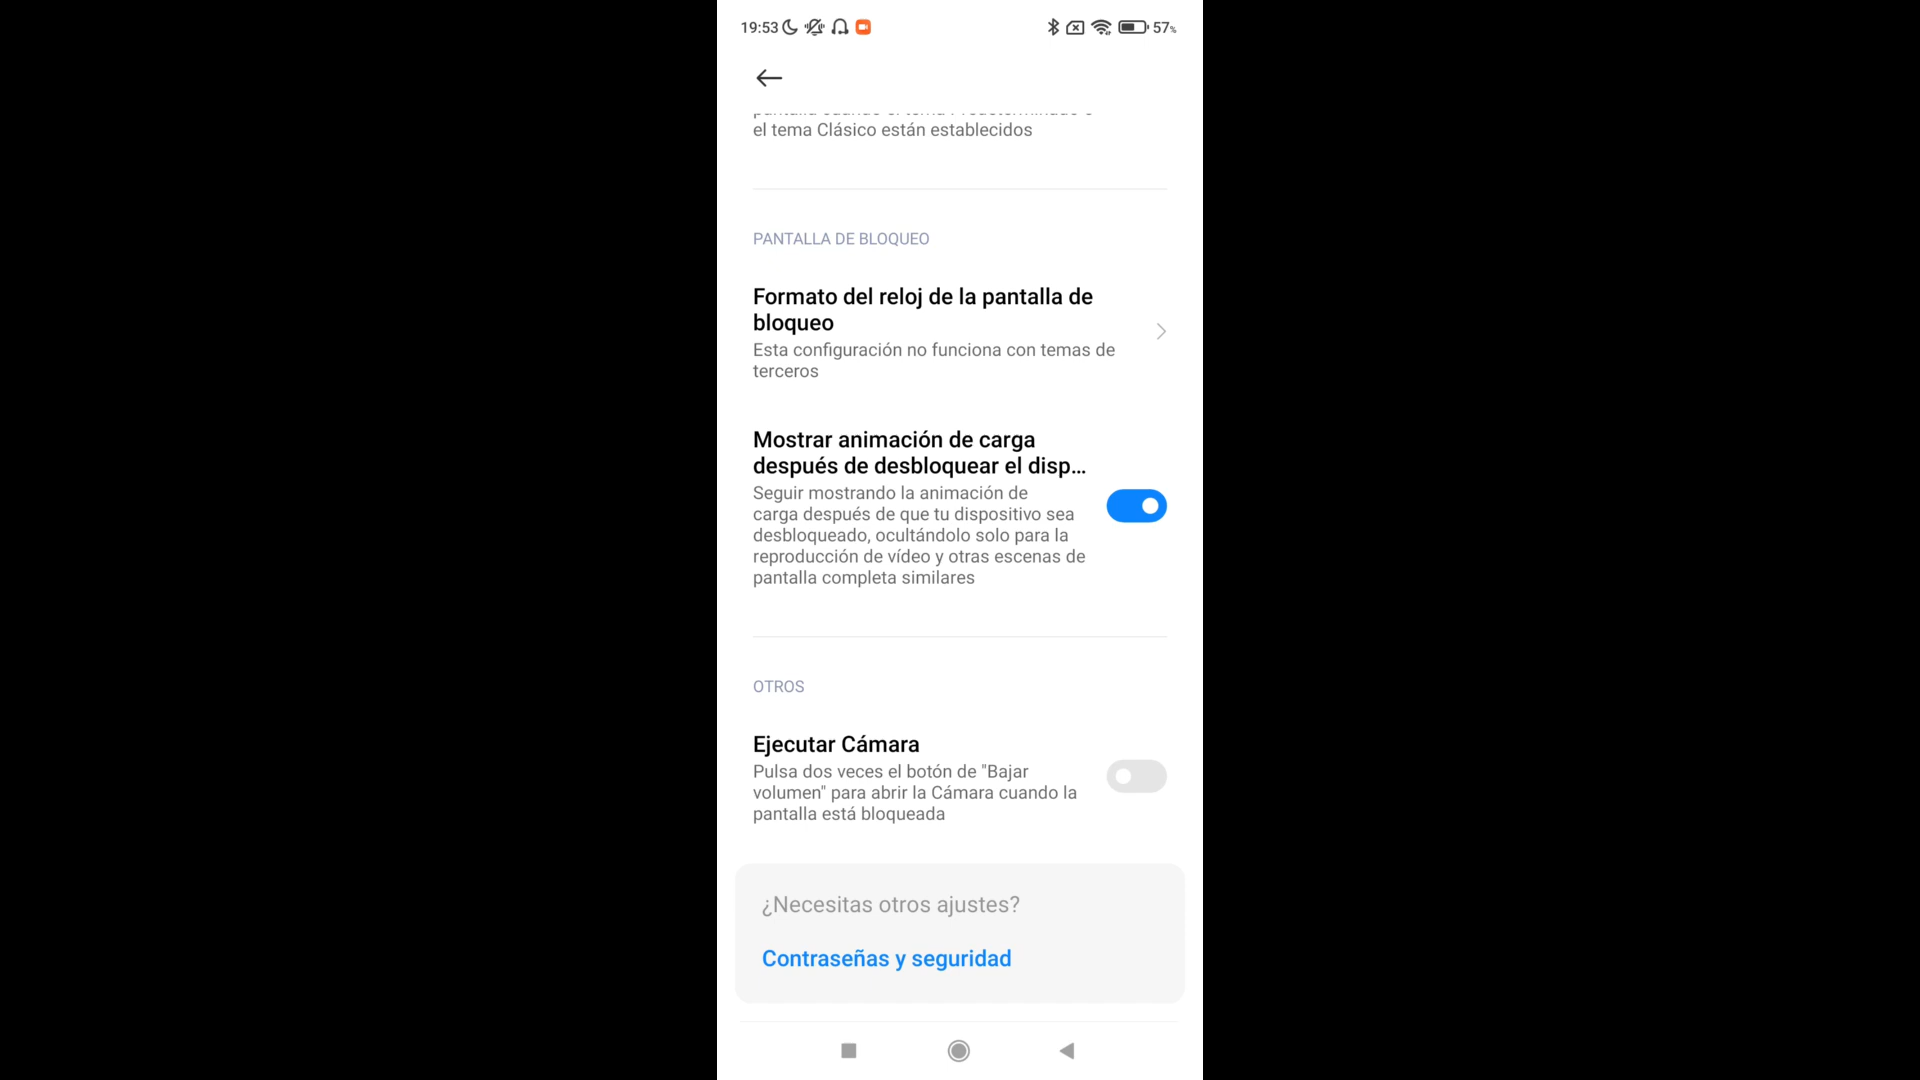 19:53
57%
el tema Clásico están establecidos
PANTALLA DE BLOQUEO
Formato del reloj de la pantalla de
bloqueo
Esta configuración no funciona con temas de
terceros
Mostrar animación de carga
después de desbloquear el disp...
Seguir mostrando la animación de
carga después de que tu dispositivo sea
desbloqueado, ocultándolo solo para la
reproducción de vídeo y otras escenas de
pantalla completa similares
OTROS
Ejecutar Cámara
Pulsa dos veces el botón de "Bajar
volumen" para abrir la Cámara cuando la
pantalla está bloqueada
¿Necesitas otros ajustes?
Contraseñas y seguridad